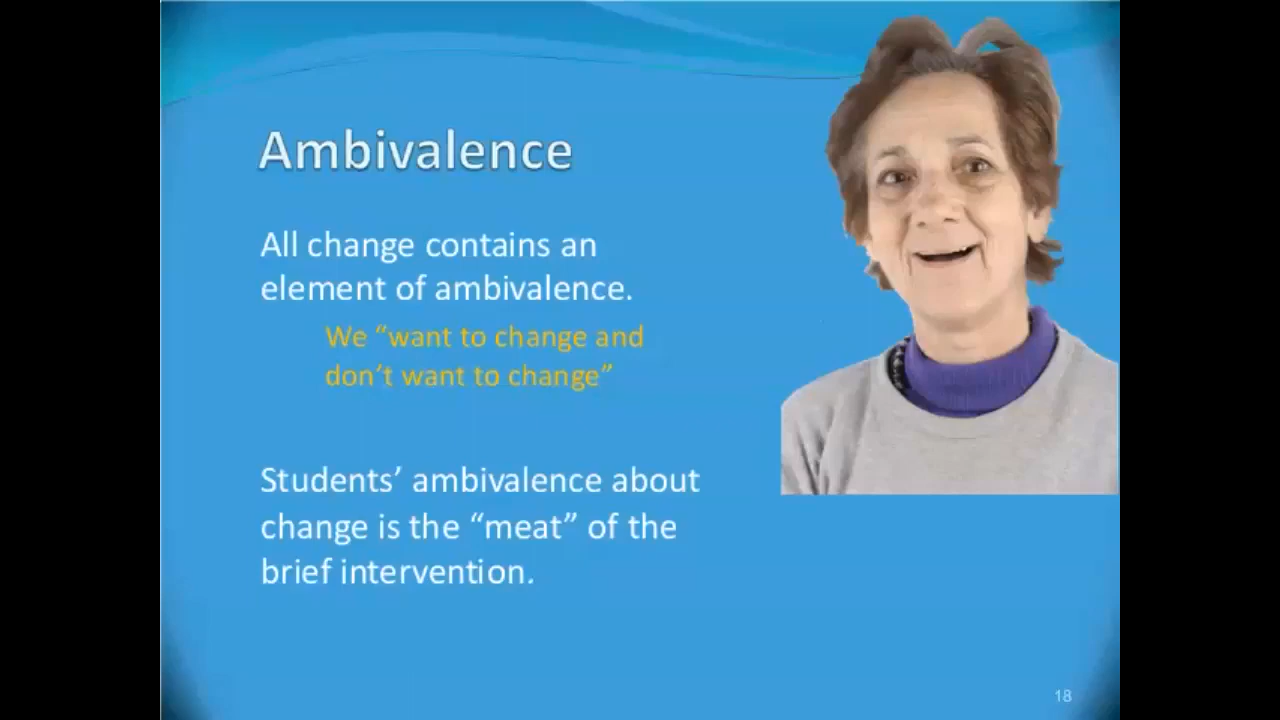 Ambivalence
All change contains an
element of ambivalence.
We “want to change and
don’t want to change”
Students’ ambivalence about
change is the “meat” of the
brief intervention.
18